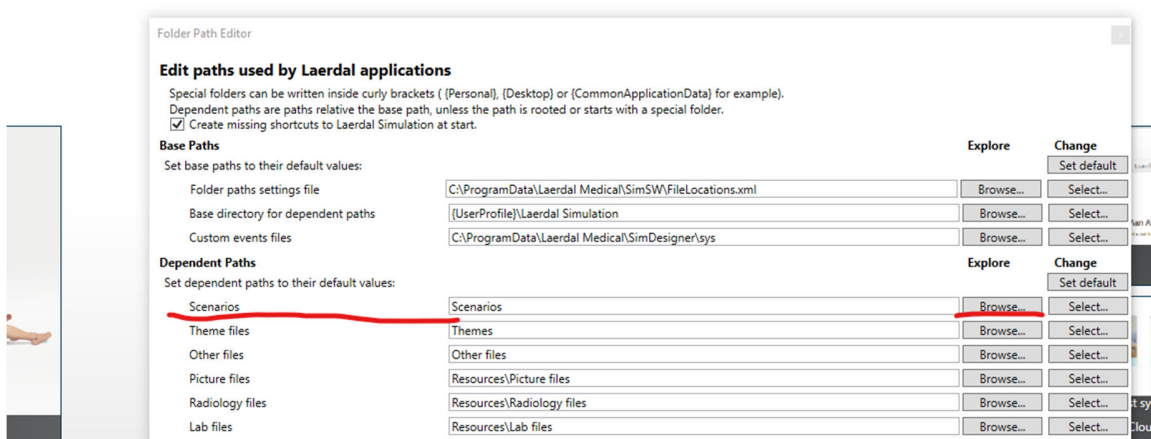 Folder Path Editor
Edit paths used by Laerdal applications
Special folders can be written inside curly brackets ( {Personal}, {Desktop} or {CommonApplicationData} for example).
Dependent paths are paths relative the base path, unless the path is rooted or starts with a special folder.
Create missing shortcuts to Laerdal Simulation at start.
Base Paths Explore Change
Set base paths to their default values: Set default
Folder paths settings file C:\ProgramData\Laerdal Medical\SimSW\FileLocations.xml Browse... Select...
Base directory for dependent paths {UserProfile}\Laerdal Simulation Browse... Select...
Custom events files C:\ProgramData\Laerdal Medical\SimDesigner\sys Browse... Select...
Dependent Paths Explore Change
Set dependent paths to their default values: Set default
Scenarios Scenarios Browse... Select...
Theme files Themes Browse... Select...
Other files Other files Browse... Select...
Picture files Resources\Picture files Browse... Select...
Radiology files Resources\Radiology files Browse... Select...
Lab files Resources\Lab files Browse... Select...